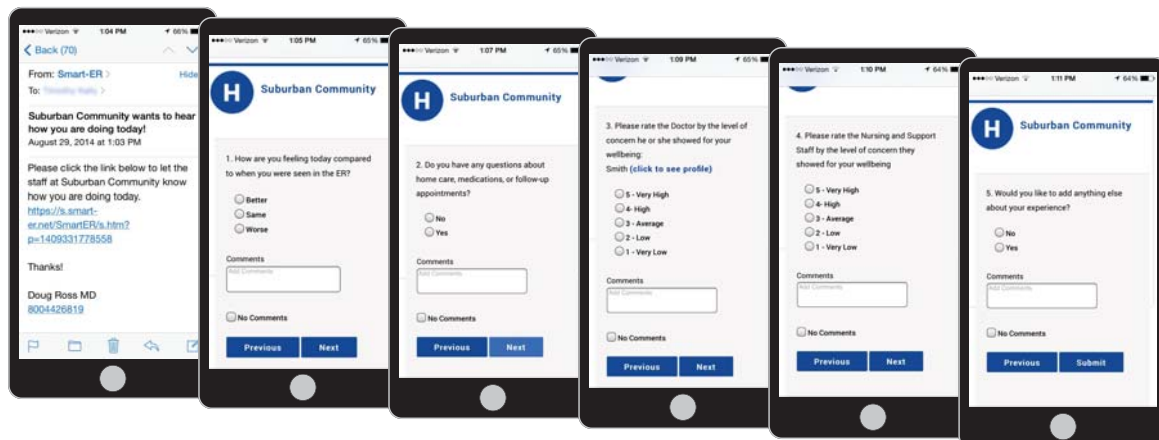 Verizon 1:04 PM 66%
Back (70)
From: Smart-ER Hide
To:
Suburban Community wants to hear
how you are doing today!
August 29, 2014 at 1:03 PM
Please click the link below to let the
staff at Suburban Community know
how you are doing today.
https://s.smart-
er.net/SmartER/s.htm?
p=1409331778558
Thanks!
Doug Ross MD
8004426819
Verizon 1:05 PM 65%
H Suburban Community
1. How are you feeling today compared
to when you were seen in the ER?
Better
Same
Worse
Comments
Add Comments
No Comments
Previous Next
Verizon 1:07 PM 65%
H Suburban Community
2. Do you have any questions about
home care, medications, or follow-up
appointments?
No
Yes
Comments
Add Comments
No Comments
Previous Next
Verizon 1:09 PM 65%
3. Please rate the Doctor by the level of
concern he or she showed for your
wellbeing:
Smith (click to see profile)
5 - Very High
4- High
3 - Average
2 - Low
1 - Very Low
Comments
Add Comments
No Comments
Previous Next
Verizon 1:10 PM 64%
4. Please rate the Nursing and Support
Staff by the level of concern they
showed for your wellbeing
5 - Very High
4- High
3 - Average
2 - Low
1 - Very Low
Comments
Add Comments
No Comments
Previous Next
Verizon 1:11 PM 64%
H Suburban Community
5. Would you like to add anything else
about your experience?
No
Yes
Comments
Add Comments
No Comments
Previous Submit